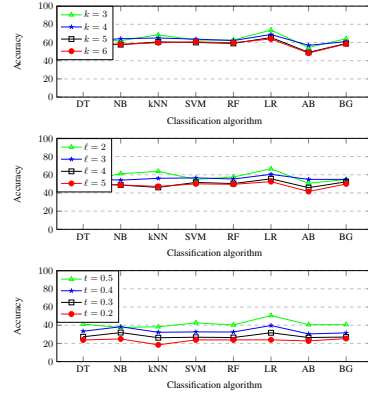 100
80
60
40
20
0
Accuracy
k = 3
k = 4
k = 5
k = 6
DT NB kNN SVM RF LR AB BG
Classification algorithm
100
80
60
40
20
0
Accuracy
ℓ = 2
ℓ = 3
ℓ = 4
ℓ = 5
DT NB kNN SVM RF LR AB BG
Classification algorithm
100
80
60
40
20
0
Accuracy
t = 0.5
t = 0.4
t = 0.3
t = 0.2
DT NB kNN SVM RF LR AB BG
Classification algorithm